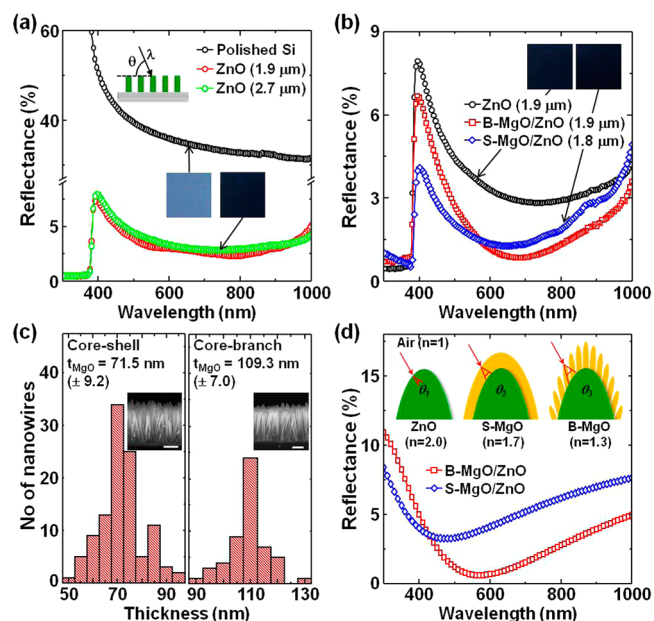 (a)
60
40
20
5
0
Reflectance (%)
θ
λ
Polished Si
ZnO (1.9 μm)
ZnO (2.7 μm)
400
600
800
1000
Wavelength (nm)
(b)
9
6
3
0
Reflectance (%)
ZnO (1.9 μm)
B-MgO/ZnO (1.9 μm)
S-MgO/ZnO (1.8 μm)
400
600
800
1000
Wavelength (nm)
(c)
50
40
30
20
10
0
No of nanowires
Core-shell
tMgO = 71.5 nm
(± 9.2)
Core-branch
tMgO = 109.3 nm
(± 7.0)
50
70
90
90
110
130
Thickness (nm)
(d)
15
10
5
0
Reflectance (%)
Air (n=1)
θ1
θ2
θ3
ZnO
(n=2.0)
S-MgO
(n=1.7)
B-MgO
(n=1.3)
B-MgO/ZnO
S-MgO/ZnO
400
600
800
1000
Wavelength (nm)